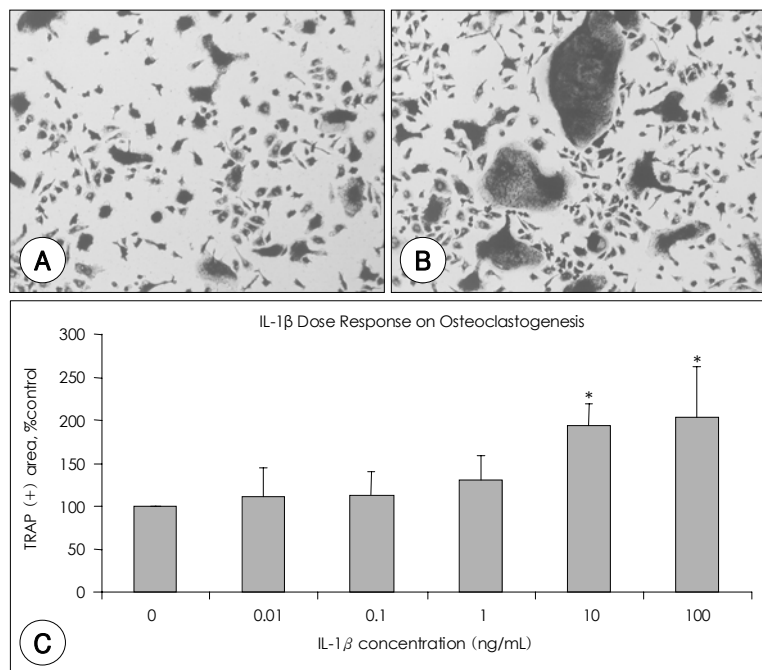 A
B
IL-1β Dose Response on Osteoclastogenesis
TRAP (+) area, %control
300
250
200
150
100
50
0
*
*
0 0.01 0.1 1 10 100
IL-1β concentration (ng/mL)
C